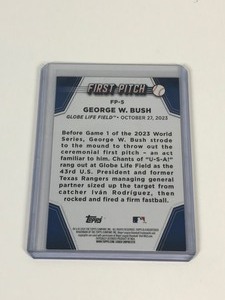 FIRST PITCH
FP-5
GEORGE W. BUSH
GLOBE LIFE FIELD™ • OCTOBER 27, 2023
Before Game 1 of the 2023 World
Series, George W. Bush strode
to the mound to throw out the
ceremonial first pitch – an act
familiar to him. Chants of "U-S-A!"
rang out at Globe Life Field as the
43rd U.S. President and former
Texas Rangers managing general
partner sized up the target from
catcher Iván Rodríguez, then
rocked and fired a firm fastball.
Topps
MLB